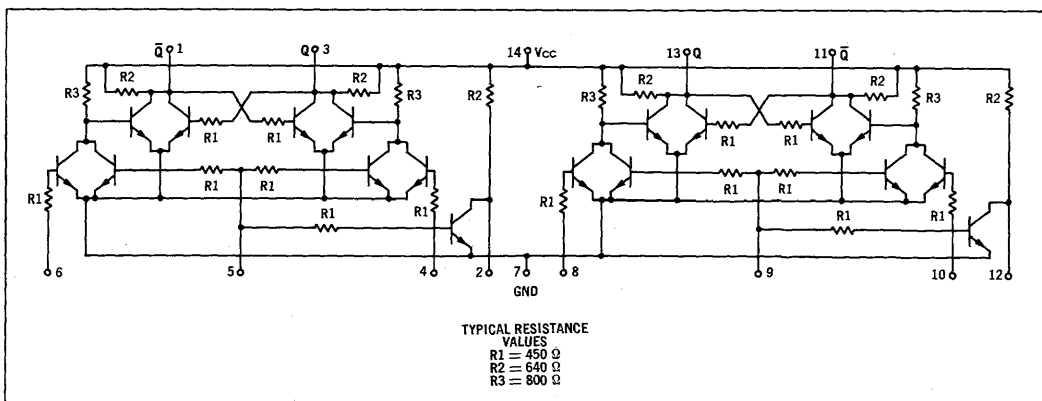 Q̅ 1 Q 3 14 VCC 13 Q 11 Q̅
R2 R2 R2 R2
R3 R3 R2 R3 R3 R2
R1 R1 R1 R1
R1 R1 R1 R1
R1 R1 R1 R1 R1 R1
6 5 4 2 7 8 9 10 12
GND
TYPICAL RESISTANCE
VALUES
R1 = 450 Ω
R2 = 640 Ω
R3 = 800 Ω